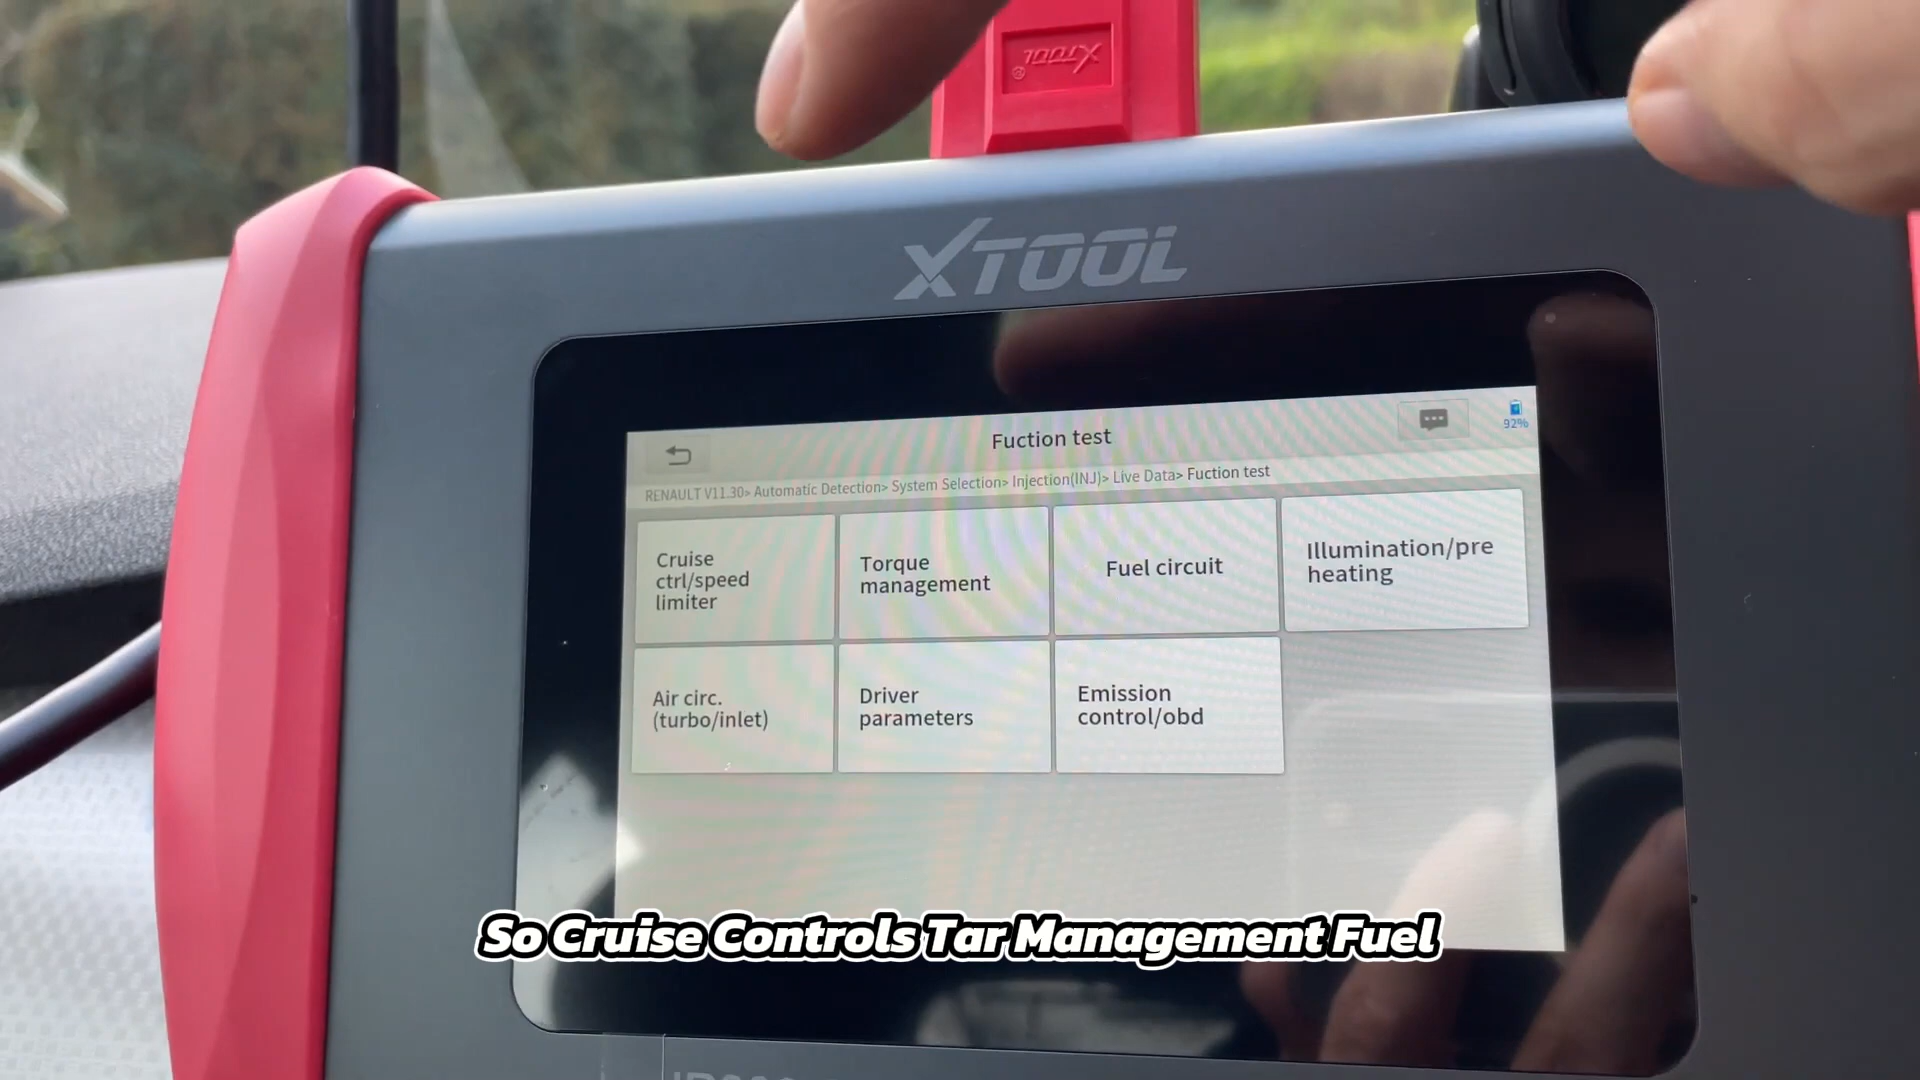 XTOOL®
XTOOL
Fuction test
92%
RENAULT V11.30> Automatic Detection> System Selection> Injection(INJ)> Live Data> Fuction test
Cruise
ctrl/speed
limiter
Torque
management
Fuel circuit
Illumination/pre
heating
Air circ.
(turbo/inlet)
Driver
parameters
Emission
control/obd
So Cruise Controls Tar Management Fuel